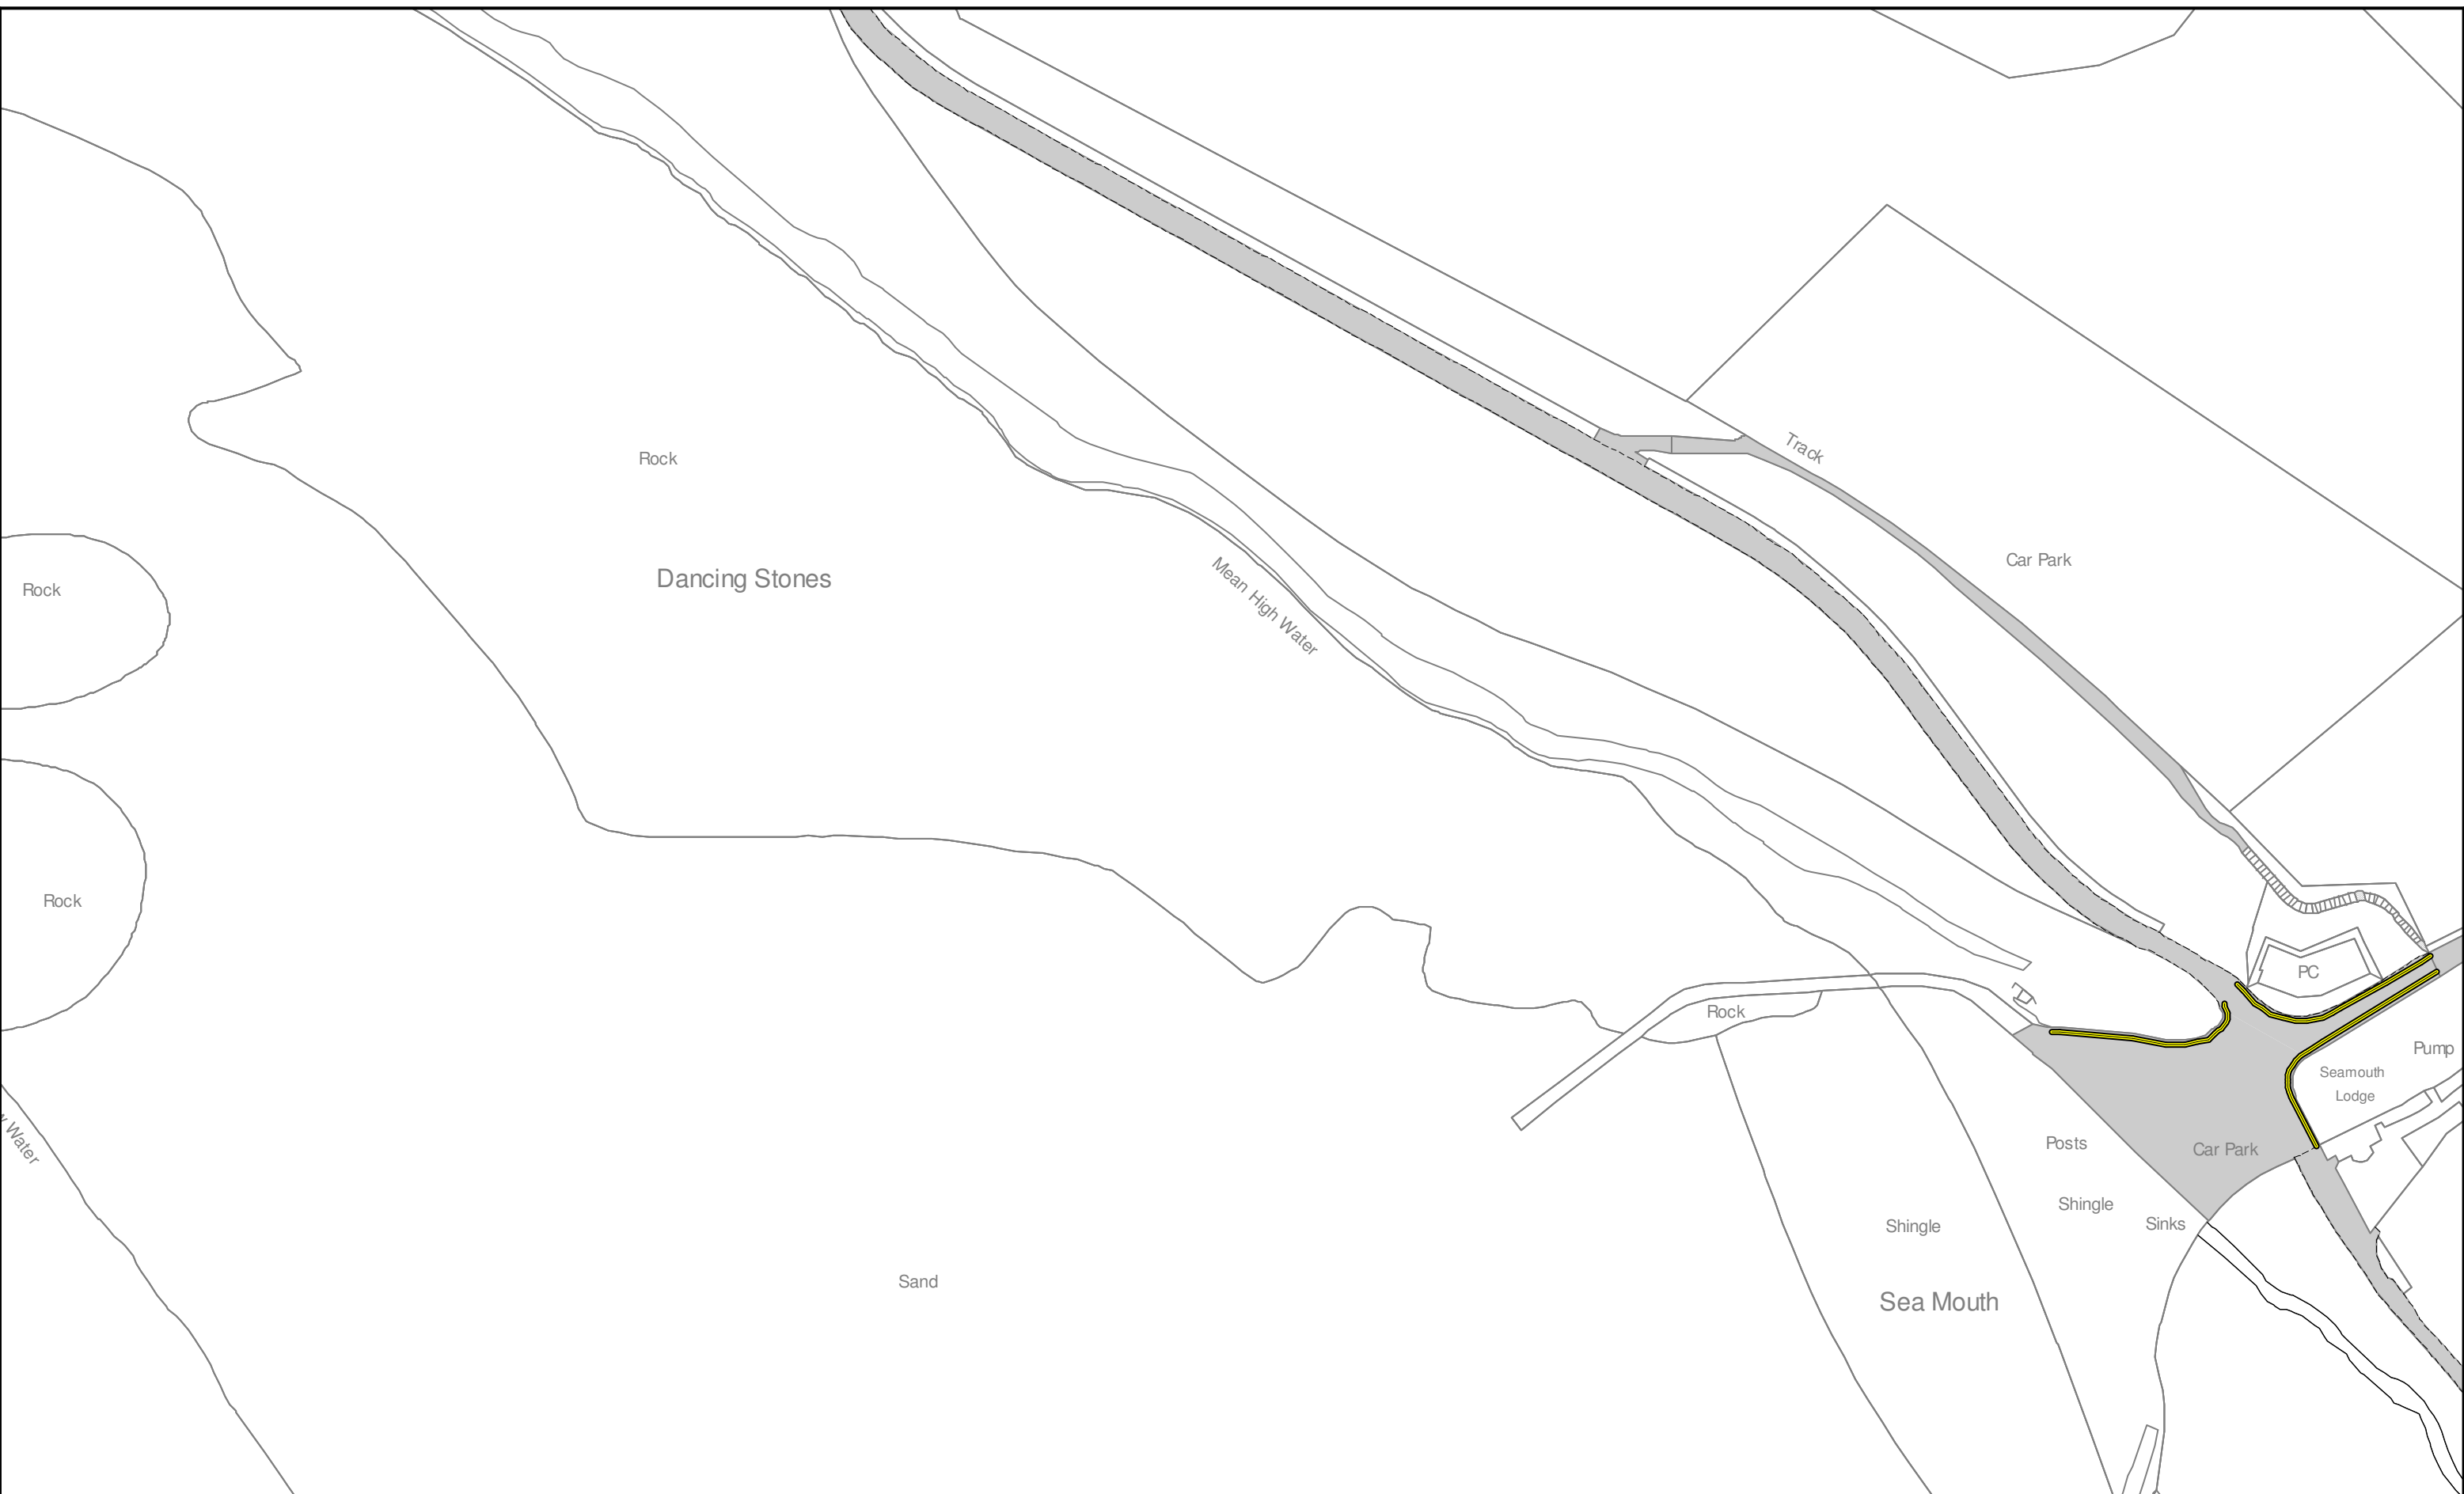 Track
Rock
Car Park
Dancing Stones
Rock
Mean High Water
Rock
PC
Rock
Pump
Seamouth
Lodge
Water
Posts
Car Park
Shingle
Shingle
Sinks
Sand
Sea Mouth